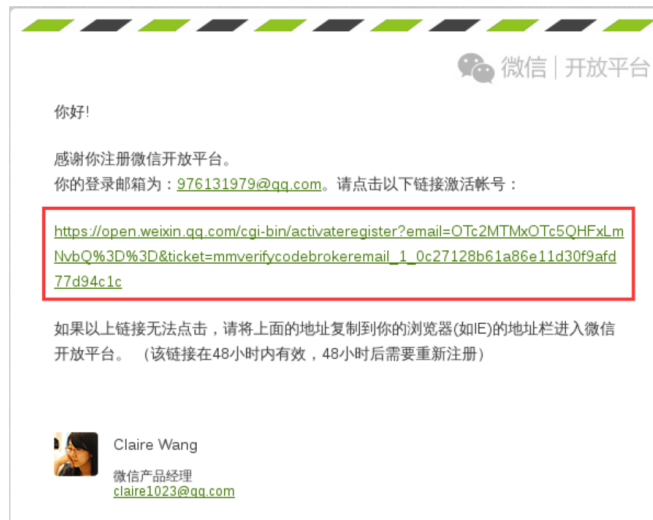 微信 | 开放平台
你好!
感谢你注册微信开放平台。
你的登录邮箱为：976131979@qq.com。请点击以下链接激活帐号：
https://open.weixin.qq.com/cgi-bin/activateregister?email=OTc2MTMxOTc5QHFxLm
NvbQ%3D%3D&ticket=mmverifycodebrokeremail_1_0c27128b61a86e11d30f9afd
77d94c1c
如果以上链接无法点击，请将上面的地址复制到你的浏览器(如IE)的地址栏进入微信
开放平台。 （该链接在48小时内有效，48小时后需要重新注册）
Claire Wang
微信产品经理
claire1023@qq.com